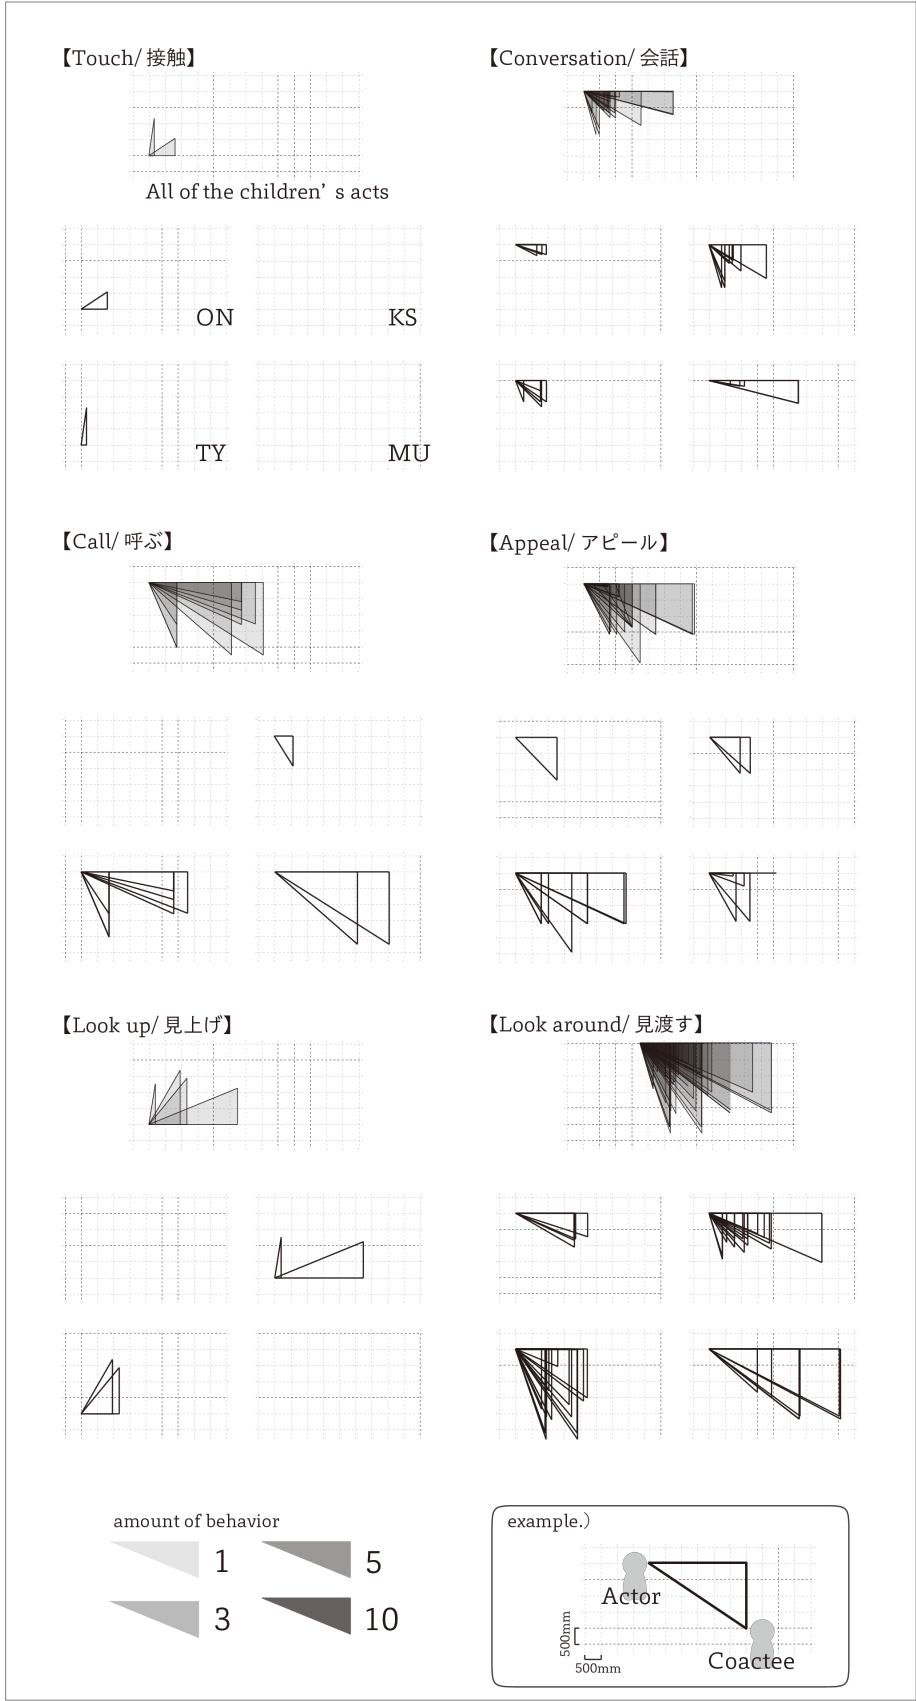 【Touch/ 接触】
【Conversation/ 会話】
All of the children’ s acts
ON
KS
TY
MU
【Call/ 呼ぶ】
【Appeal/ アピール】
【Look up/ 見上げ】
【Look around/ 見渡す】
amount of behavior
1
5
3
10
example.）
Actor
Coactee
500mm
500mm